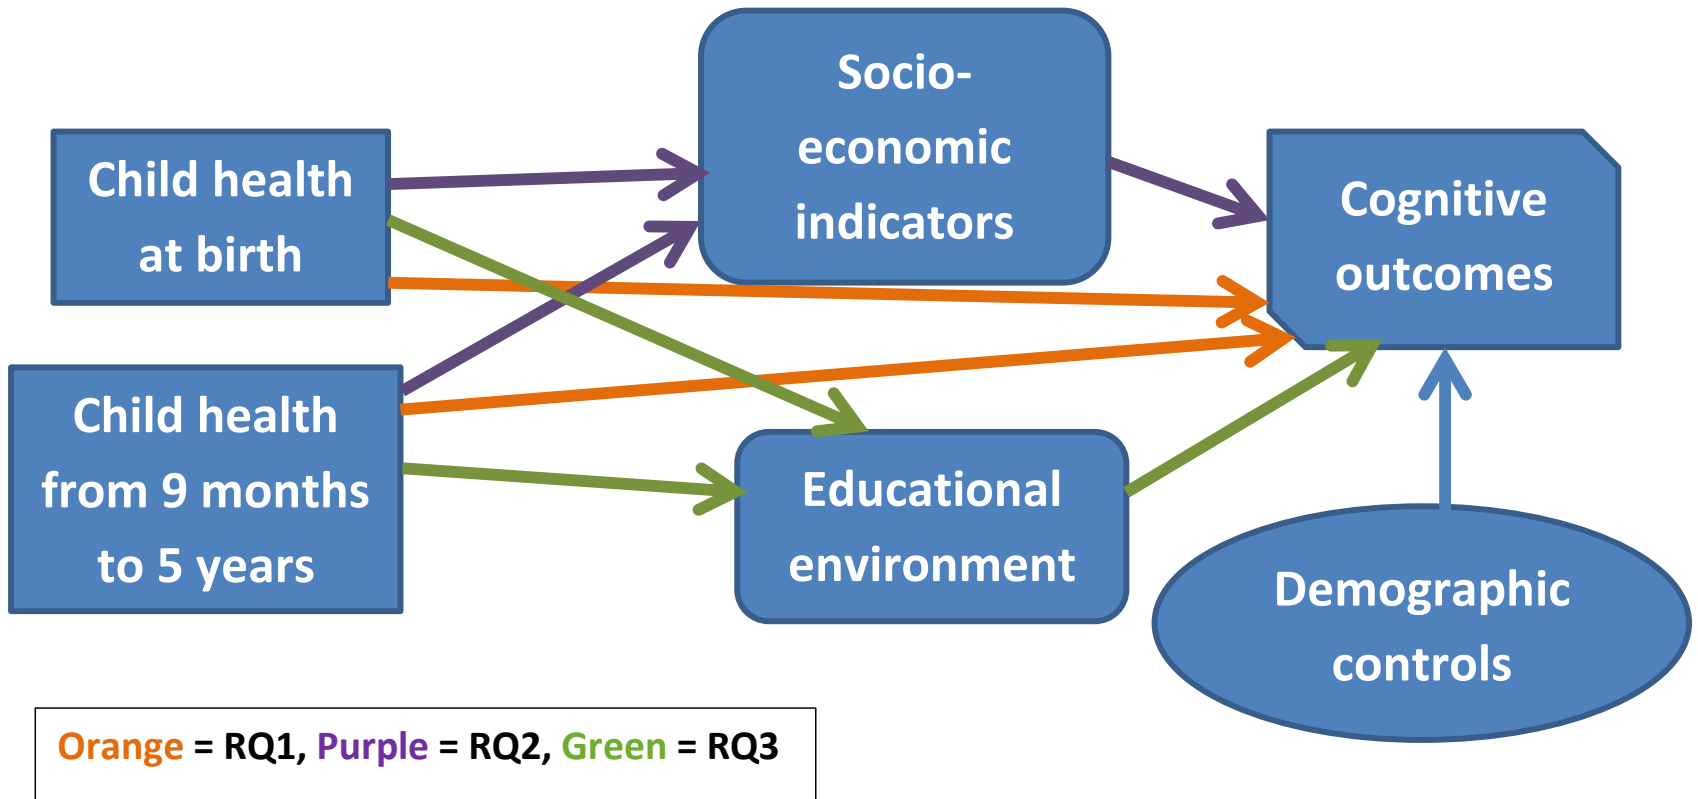 Socio-
economic
indicators
Child health
at birth
Cognitive
outcomes
Child health
from 9 months
to 5 years
Educational
environment
Demographic
controls
Orange = RQ1, Purple = RQ2, Green = RQ3